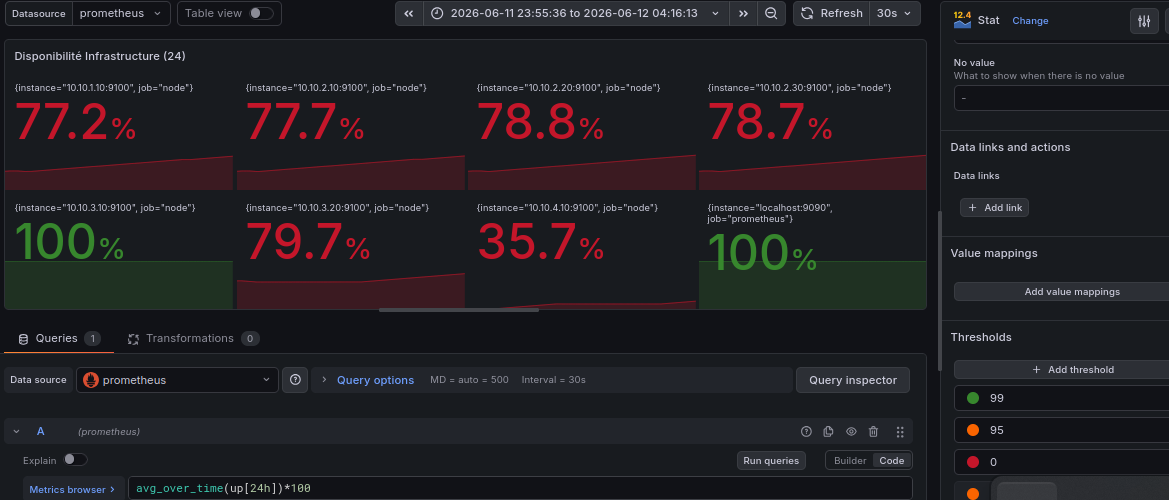 Datasource prometheus Table view 2026-06-11 23:55:36 to 2026-06-12 04:16:13 Refresh 30s
12.4 Stat Change
Disponibilité Infrastructure (24)
{instance="10.10.1.10:9100", job="node"} {instance="10.10.2.10:9100", job="node"} {instance="10.10.2.20:9100", job="node"} {instance="10.10.2.30:9100", job="node"}
77.2% 77.7% 78.8% 78.7%
{instance="10.10.3.10:9100", job="node"} {instance="10.10.3.20:9100", job="node"} {instance="10.10.4.10:9100", job="node"} {instance="localhost:9090",
job="prometheus"}
100% 79.7% 35.7% 100%
No value
What to show when there is no value
-
Data links and actions
Data links
+ Add link
Value mappings
Add value mappings
Thresholds
+ Add threshold
99
95
0
Queries 1 Transformations 0
Data source prometheus Query options MD = auto = 500 Interval = 30s Query inspector
A (prometheus)
Explain Run queries Builder Code
Metrics browser > avg_over_time(up[24h])*100